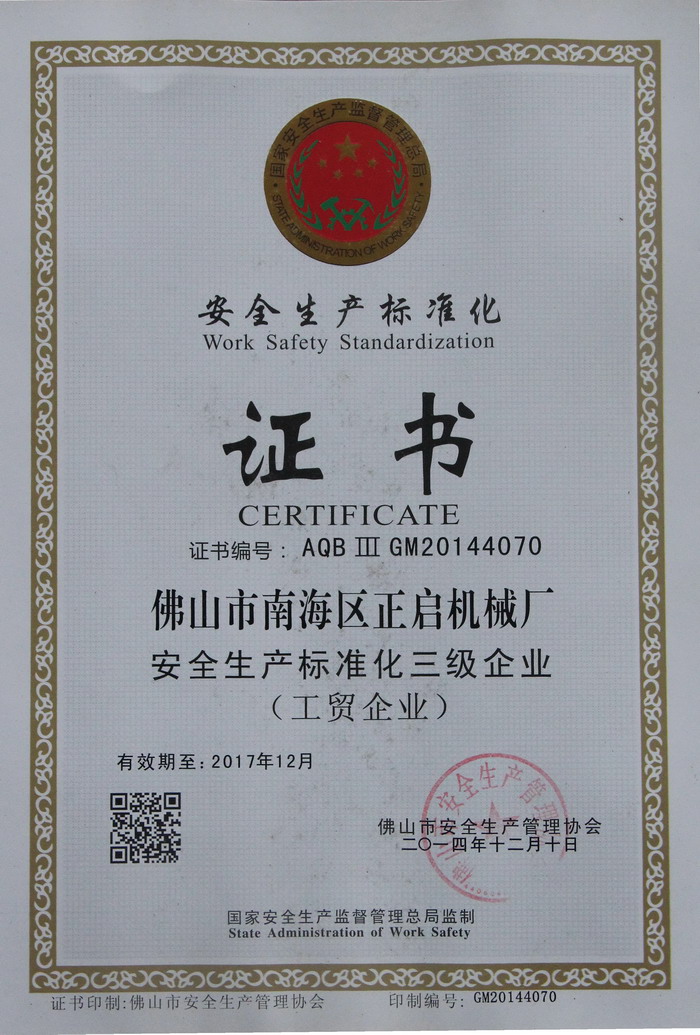 国家安全生产监督管理总局
STATE ADMINISTRATION OF WORK SAFETY
安全生产标准化
Work Safety Standardization
证书
CERTIFICATE
证书编号: AQB III GM20144070
佛山市南海区正启机械厂
安全生产标准化三级企业
（工贸企业）
有效期至: 2017年12月
佛山市安全生产管理协会
二〇一四年十二月十日
国家安全生产监督管理总局监制
State Administration of Work Safety
证书印制:佛山市安全生产管理协会
印制编号: GM20144070